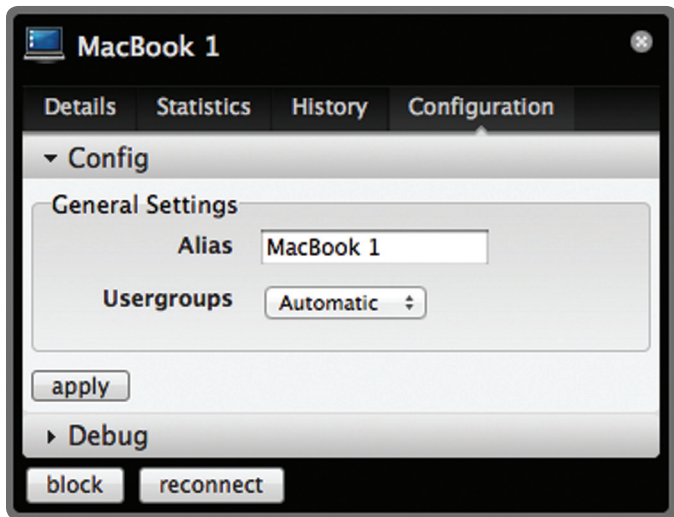 MacBook 1
Details Statistics History Configuration
Config
General Settings
Alias MacBook 1
Usergroups Automatic
apply
Debug
block reconnect